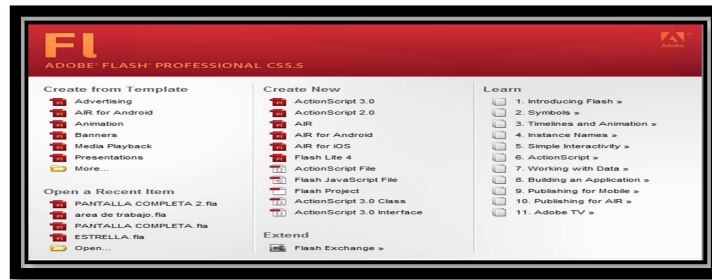 Fl
ADOBE® FLASH® PROFESSIONAL CS5.5
Adobe
Create from Template
Advertising
AIR for Android
Animation
Banners
Media Playback
Presentations
More...
Open a Recent Item
PANTALLA COMPLETA 2.fla
area de trabajo.fla
PANTALLA COMPLETA.fla
ESTRELLA.fla
Open...
Create New
ActionScript 3.0
ActionScript 2.0
AIR
AIR for Android
AIR for iOS
Flash Lite 4
ActionScript File
Flash JavaScript File
Flash Project
ActionScript 3.0 Class
ActionScript 3.0 Interface
Extend
Flash Exchange »
Learn
1. Introducing Flash »
2. Symbols »
3. Timelines and Animation »
4. Instance Names »
5. Simple Interactivity »
6. ActionScript »
7. Working with Data »
8. Building an Application »
9. Publishing for Mobile »
10. Publishing for AIR »
11. Adobe TV »